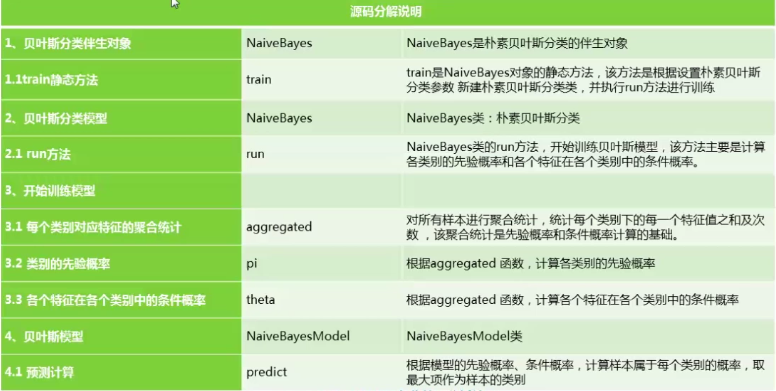 源码分解说明
1、贝叶斯分类伴生对象 NaiveBayes NaiveBayes是朴素贝叶斯分类的伴生对象
1.1train静态方法 train train是NaiveBayes对象的静态方法，该方法是根据设置朴素贝叶斯
分类参数 新建朴素贝叶斯分类类，并执行run方法进行训练
2、贝叶斯分类模型 NaiveBayes NaiveBayes类：朴素贝叶斯分类
2.1 run方法 run NaiveBayes类的run方法，开始训练贝叶斯模型，该方法主要是计算
各类别的先验概率和各个特征在各个类别中的条件概率。
3、开始训练模型
3.1 每个类别对应特征的聚合统计 aggregated 对所有样本进行聚合统计，统计每个类别下的每一个特征值之和及次
数 ，该聚合统计是先验概率和条件概率计算的基础。
3.2 类别的先验概率 pi 根据aggregated 函数，计算各类别的先验概率
3.3 各个特征在各个类别中的条件概率 theta 根据aggregated 函数，计算各个特征在各个类别中的条件概率
4、贝叶斯模型 NaiveBayesModel NaiveBayesModel类
4.1 预测计算 predict 根据模型的先验概率、条件概率，计算样本属于每个类别的概率，取
最大项作为样本的类别